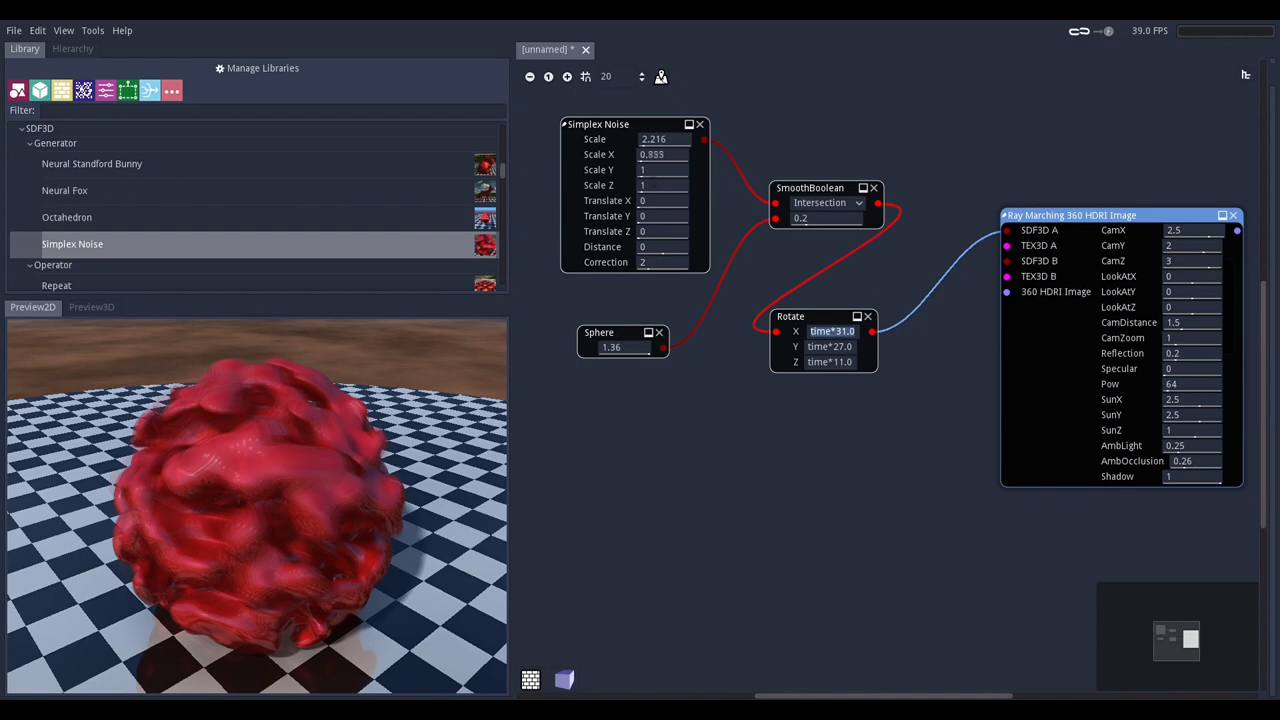 File Edit View Tools Help
39.0 FPS
Library Hierarchy
[unnamed] *
Manage Libraries
20
Filter:
SDF3D
Generator
Neural Standford Bunny
Neural Fox
Octahedron
Simplex Noise
Operator
Repeat
Preview2D Preview3D
Simplex Noise
Scale 2.216
Scale X 0.855
Scale Y 1
Scale Z 1
Translate X 0
Translate Y 0
Translate Z 0
Distance 0
Correction 2
Sphere
1.36
SmoothBoolean
Intersection
0.2
Rotate
X time*31.0
Y time*27.0
Z time*11.0
Ray Marching 360 HDRI Image
SDF3D A CamX 2.5
TEX3D A CamY 2
SDF3D B CamZ 3
TEX3D B LookAtX 0
360 HDRI Image LookAtY 0
LookAtZ 0
CamDistance 1.5
CamZoom 1
Reflection 0.2
Specular 0
Pow 64
SunX 2.5
SunY 2.5
SunZ 1
AmbLight 0.25
AmbOcclusion 0.26
Shadow 1